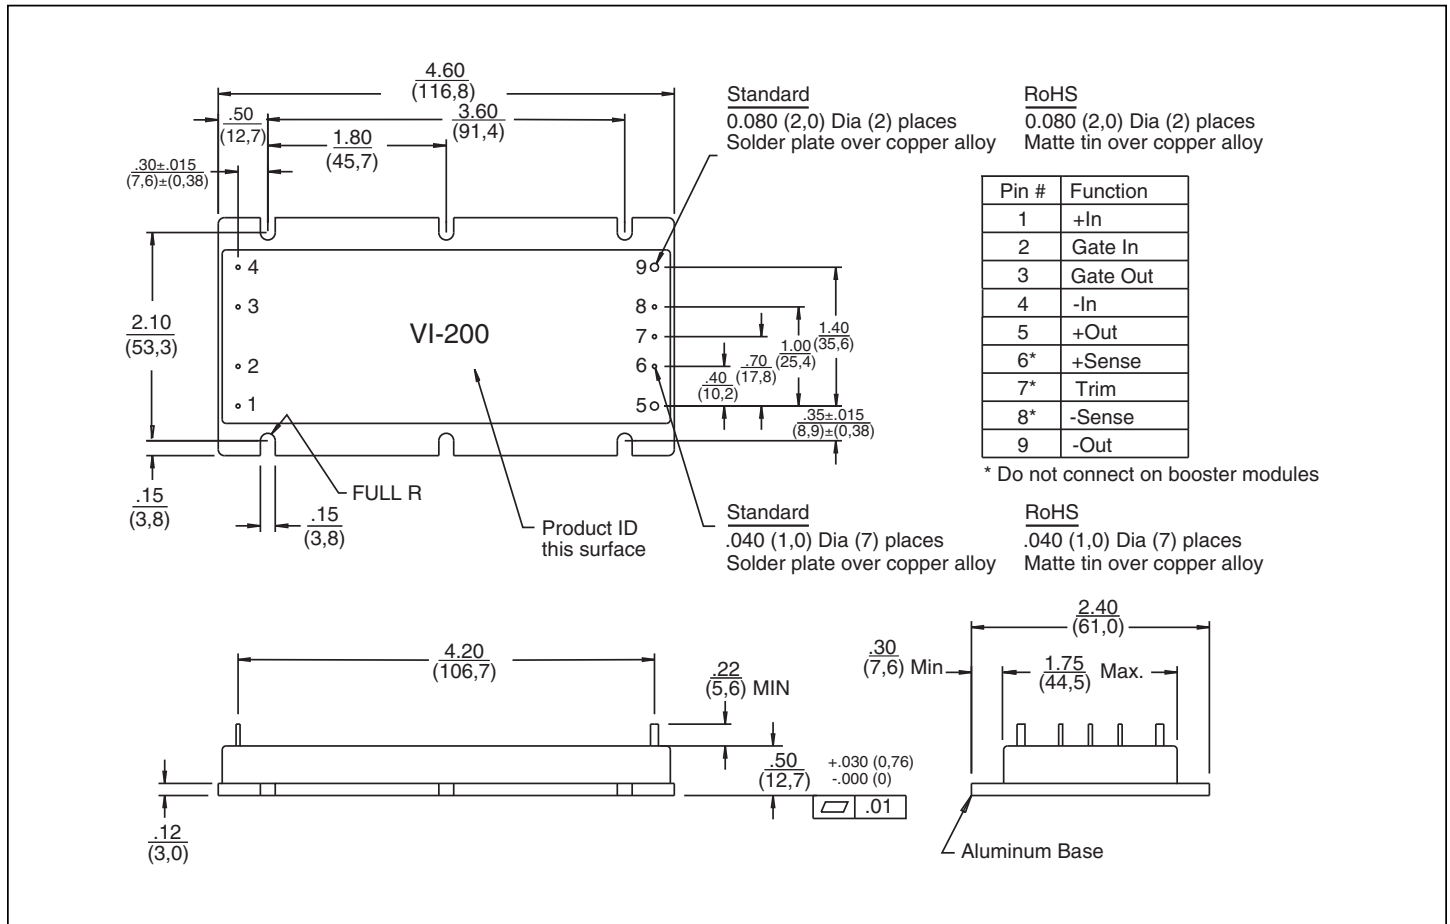 4.60
(116,8)
.50
(12,7)
3.60
(91,4)
1.80
(45,7)
.30±.015
(7,6)±(0,38)
Standard
0.080 (2,0) Dia (2) places
Solder plate over copper alloy
RoHS
0.080 (2,0) Dia (2) places
Matte tin over copper alloy
Pin # Function
1 +In
2 Gate In
3 Gate Out
4 -In
5 +Out
6* +Sense
7* Trim
8* -Sense
9 -Out
* Do not connect on booster modules
4
3
2
1
VI-200
9
8
7
6
5
2.10
(53,3)
1.40
(35,6)
1.00
(25,4)
.70
(17,8)
.40
(10,2)
.35±.015
(8,9)±(0,38)
.15
(3,8)
.15
(3,8)
FULL R
Product ID
this surface
Standard
.040 (1,0) Dia (7) places
Solder plate over copper alloy
RoHS
.040 (1,0) Dia (7) places
Matte tin over copper alloy
4.20
(106,7)
.22
(5,6) MIN
.50
(12,7)
+.030 (0,76)
-.000 (0)
.01
.12
(3,0)
2.40
(61,0)
.30
(7,6) Min
1.75
(44,5) Max.
Aluminum Base